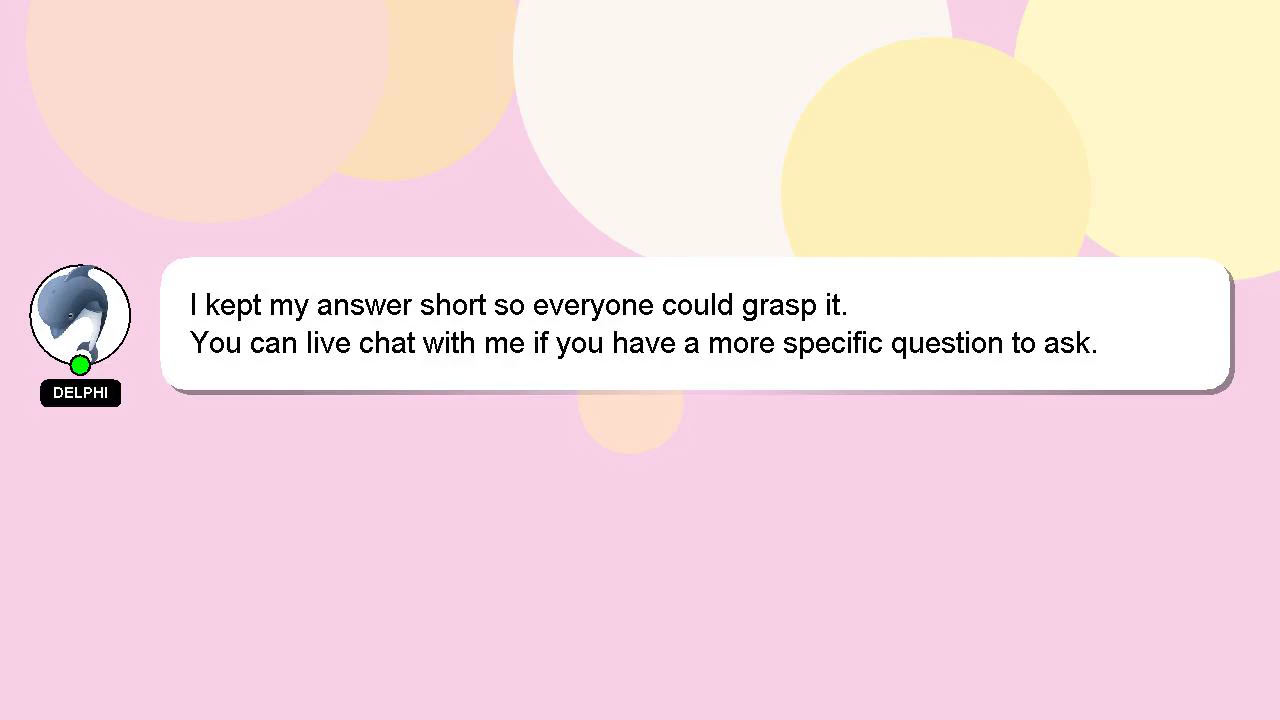 I kept my answer short so everyone could grasp it.
You can live chat with me if you have a more specific question to ask.
DELPHI